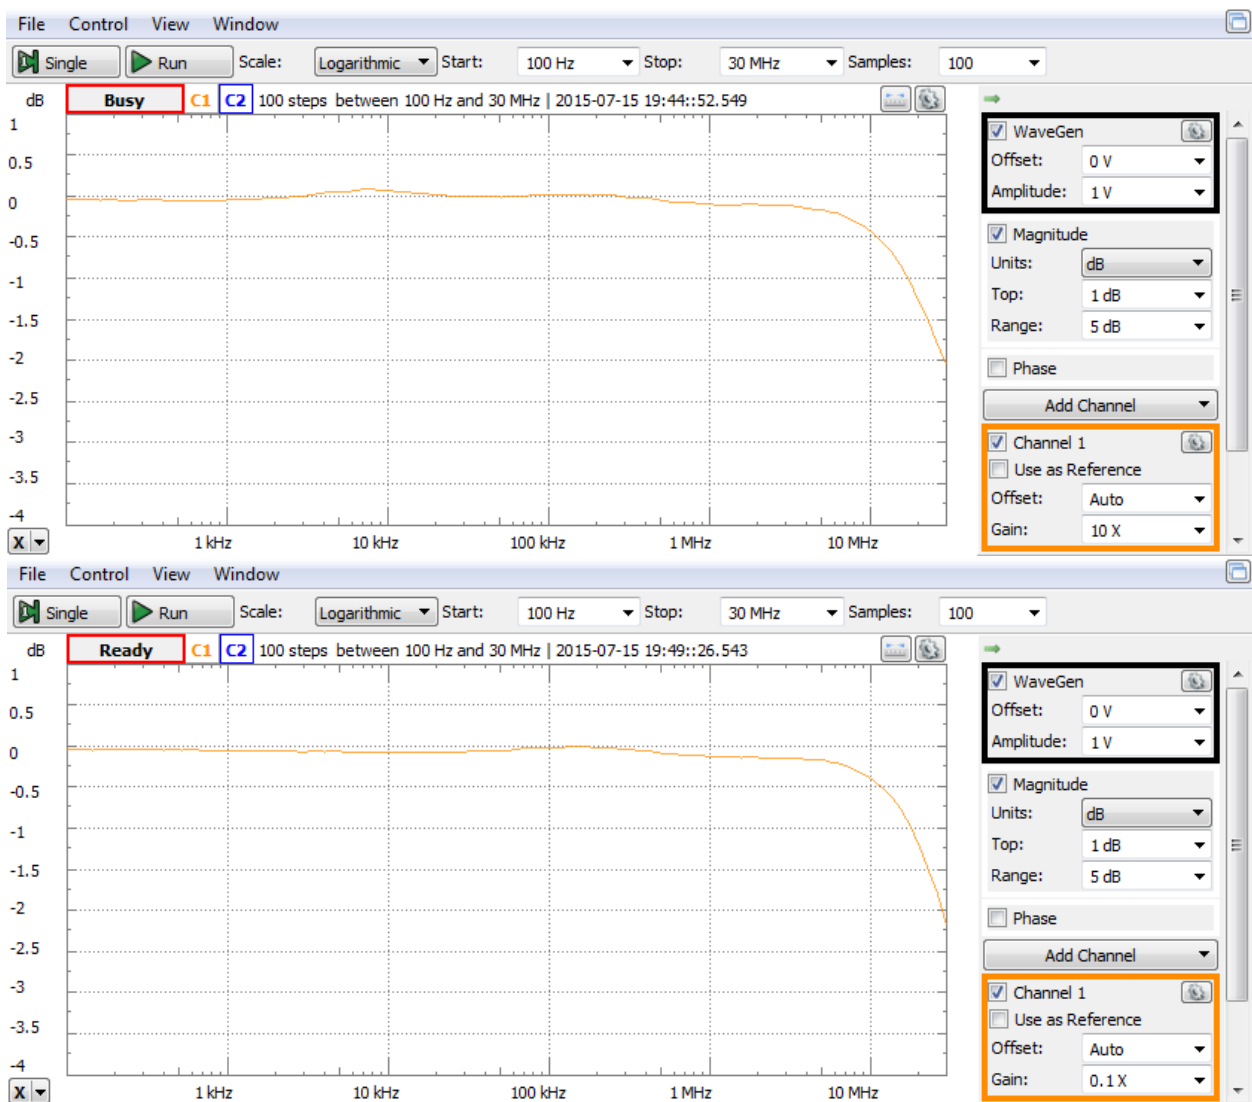 File Control View Window
Single Run Scale: Logarithmic Start: 100 Hz Stop: 30 MHz Samples: 100
dB Busy C1 C2 100 steps between 100 Hz and 30 MHz | 2015-07-15 19:44::52.549
1
0.5
0
-0.5
-1
-1.5
-2
-2.5
-3
-3.5
-4
X 1 kHz 10 kHz 100 kHz 1 MHz 10 MHz
WaveGen
Offset: 0 V
Amplitude: 1 V
Magnitude
Units: dB
Top: 1 dB
Range: 5 dB
Phase
Add Channel
Channel 1
Use as Reference
Offset: Auto
Gain: 10 X
File Control View Window
Single Run Scale: Logarithmic Start: 100 Hz Stop: 30 MHz Samples: 100
dB Ready C1 C2 100 steps between 100 Hz and 30 MHz | 2015-07-15 19:49::26.543
1
0.5
0
-0.5
-1
-1.5
-2
-2.5
-3
-3.5
-4
X 1 kHz 10 kHz 100 kHz 1 MHz 10 MHz
WaveGen
Offset: 0 V
Amplitude: 1 V
Magnitude
Units: dB
Top: 1 dB
Range: 5 dB
Phase
Add Channel
Channel 1
Use as Reference
Offset: Auto
Gain: 0.1 X